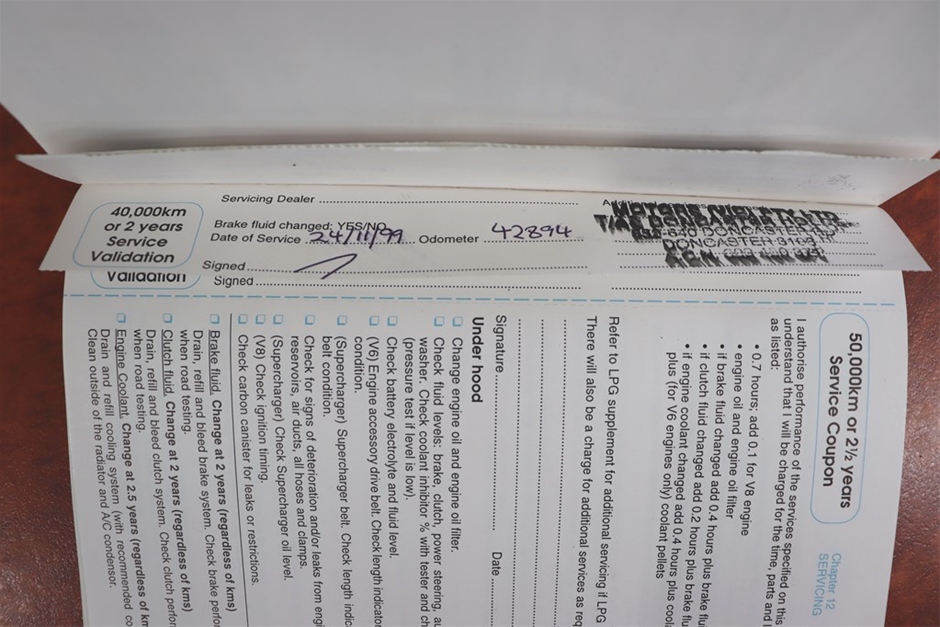 Servicing Dealer
Brake fluid changed: YES/NO
Date of Service 24/11/99 Odometer 42894
Signed
40,000km
or 2 years
Service
Validation
DONCASTER 3108
Validation
Signed
Chapter 12
SERVICING
50,000km or 2½ years
Service Coupon
I authorise performance of the services specified on this
understand that I will be charged for the time, parts and
as listed:
• 0.7 hours; add 0.1 for V8 engine
• engine oil and engine oil filter
• if brake fluid changed add 0.4 hours plus brake
• if clutch fluid changed add 0.2 hours plus brake
• if engine coolant changed add 0.4 hours plus
plus (for V6 engines only) coolant pellets
Refer to LPG supplement for additional servicing if LPG
There will also be a charge for additional services as
Signature Date
Under hood
Change engine oil and engine oil filter.
Check fluid levels: brake, clutch, power steering,
washer. Check coolant inhibitor % with tester and
(pressure test if level is low).
Check battery electrolyte and fluid level.
(V6) Engine accessory drive belt. Check length
condition.
(Supercharger) Supercharger belt. Check length
belt condition.
Check for signs of deterioration and/or leaks from
reservoirs, air ducts, all hoses and clamps.
(Supercharger) Check Supercharger oil level.
(V8) Check ignition timing.
Check carbon canister for leaks or restrictions.
Brake fluid. Change at 2 years (regardless of kms)
Drain, refill and bleed brake system. Check brake
when road testing.
Clutch fluid. Change at 2 years (regardless of kms)
Drain, refill and bleed clutch system. Check clutch
when road testing.
Engine Coolant. Change at 2.5 years (regardless of
Drain and refill cooling system (with recommended
Clean outside of the radiator and A/C condensor.